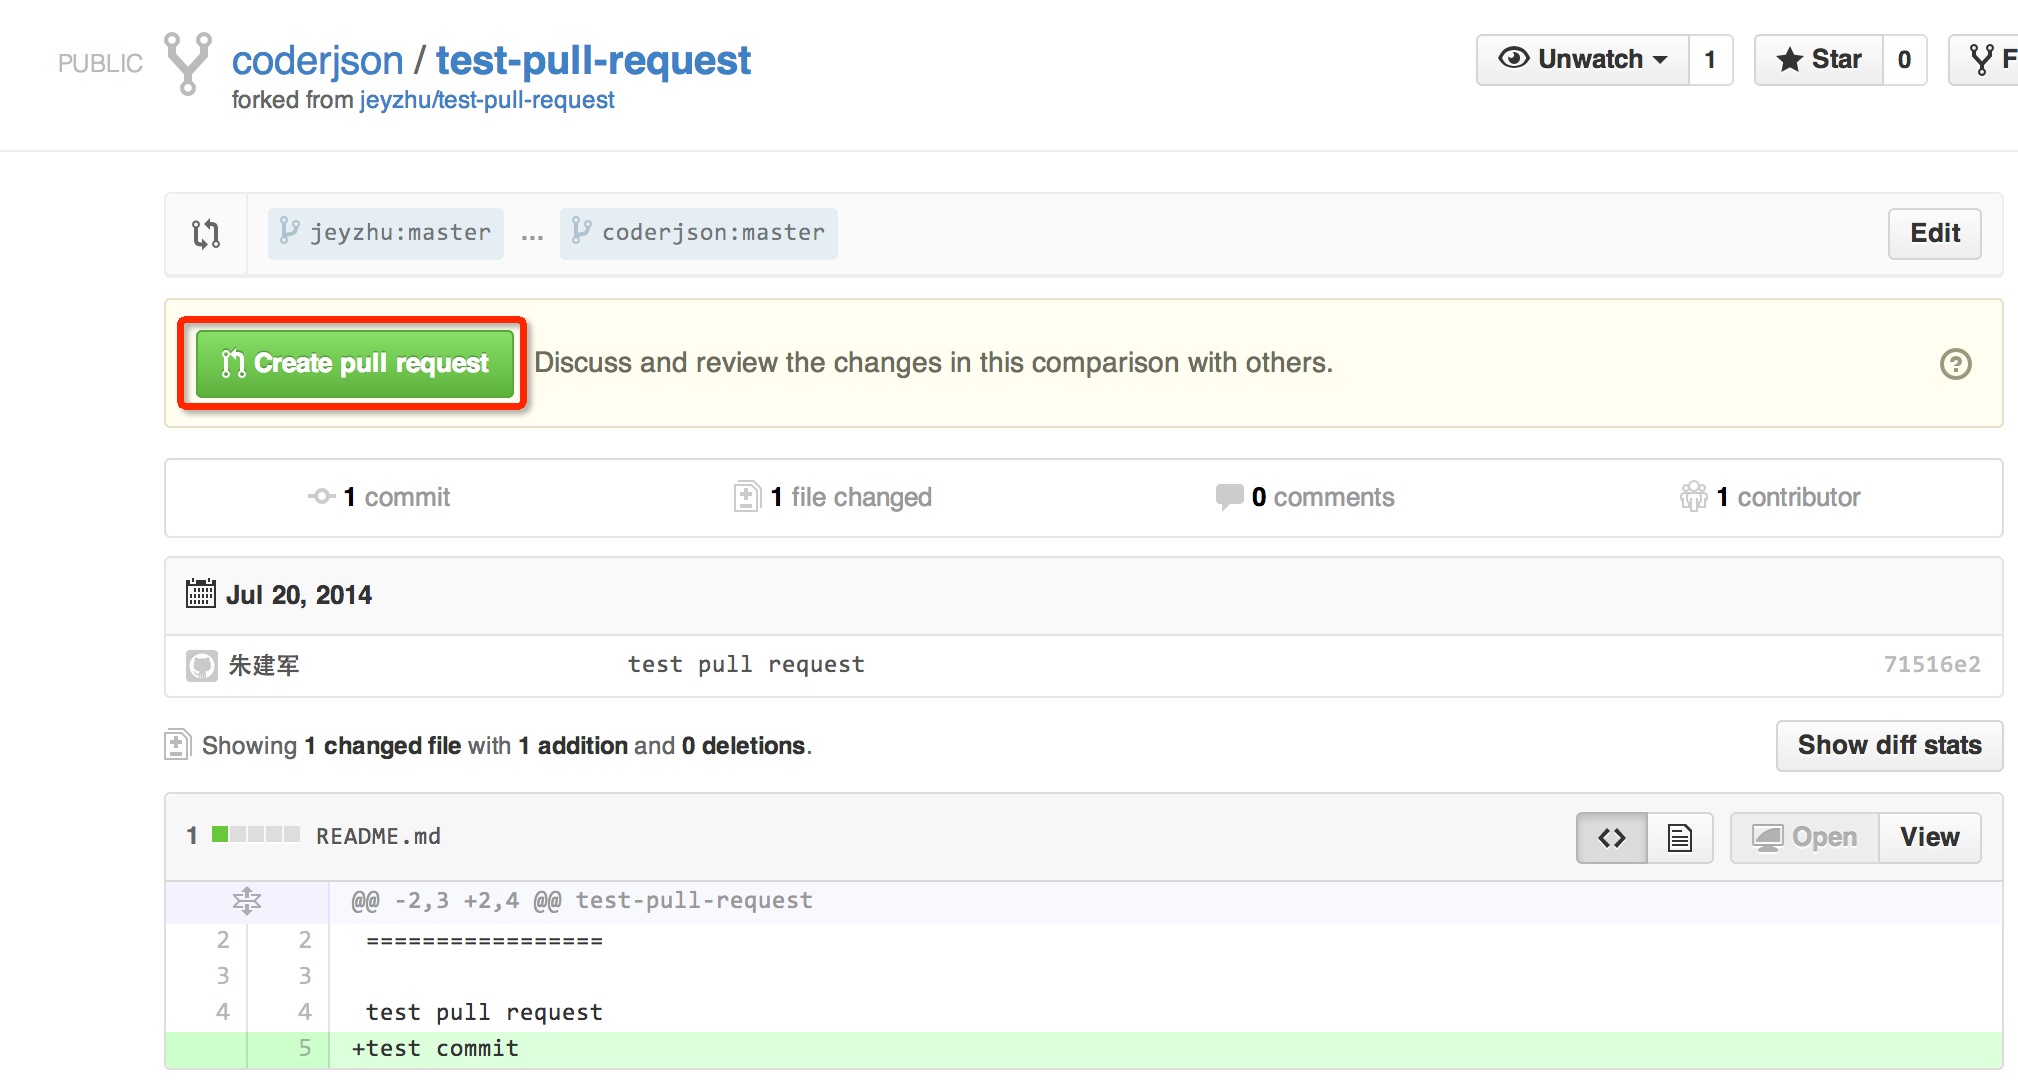 PUBLIC coderjson / test-pull-request Unwatch 1 Star 0 F
forked from jeyzhu/test-pull-request
jeyzhu:master ... coderjson:master Edit
Create pull request Discuss and review the changes in this comparison with others. ?
1 commit 1 file changed 0 comments 1 contributor
Jul 20, 2014
朱建军 test pull request 71516e2
Showing 1 changed file with 1 addition and 0 deletions. Show diff stats
1 README.md <> Open View
@@ -2,3 +2,4 @@ test-pull-request
2 2 =================
3 3
4 4 test pull request
5 +test commit